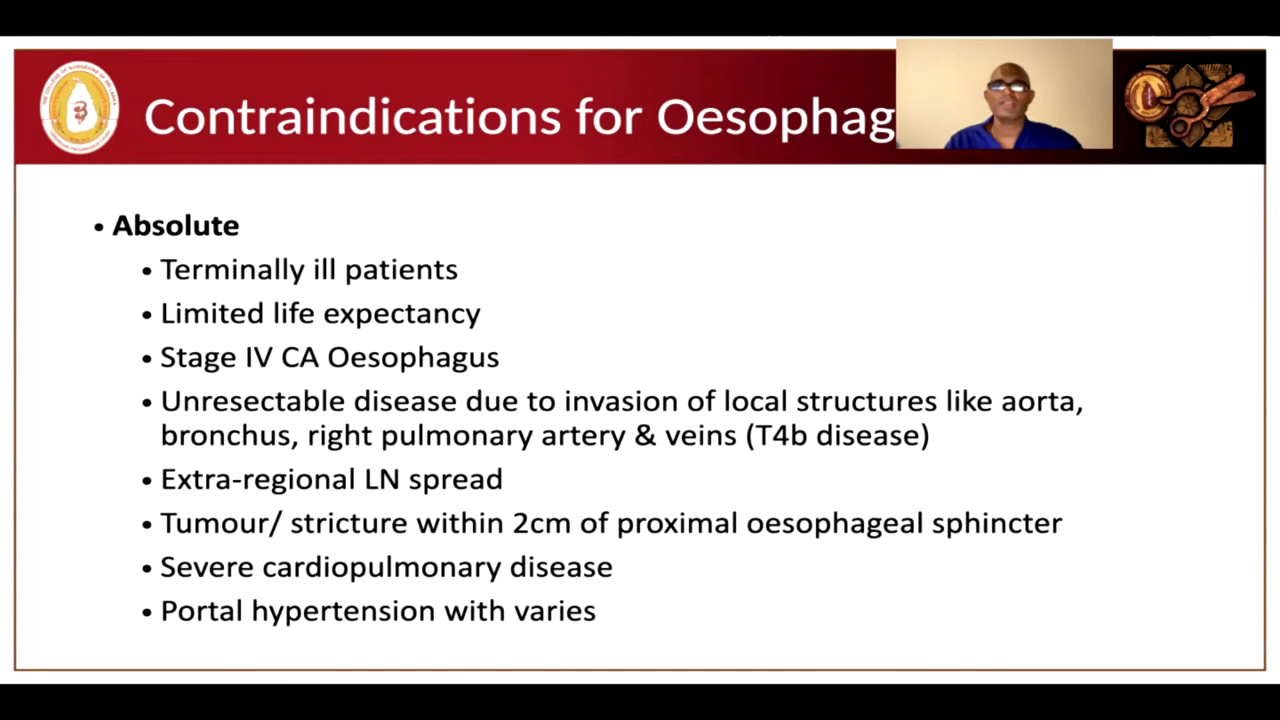 Contraindications for Oesophag
• Absolute
• Terminally ill patients
• Limited life expectancy
• Stage IV CA Oesophagus
• Unresectable disease due to invasion of local structures like aorta,
bronchus, right pulmonary artery & veins (T4b disease)
• Extra-regional LN spread
• Tumour/ stricture within 2cm of proximal oesophageal sphincter
• Severe cardiopulmonary disease
• Portal hypertension with varies